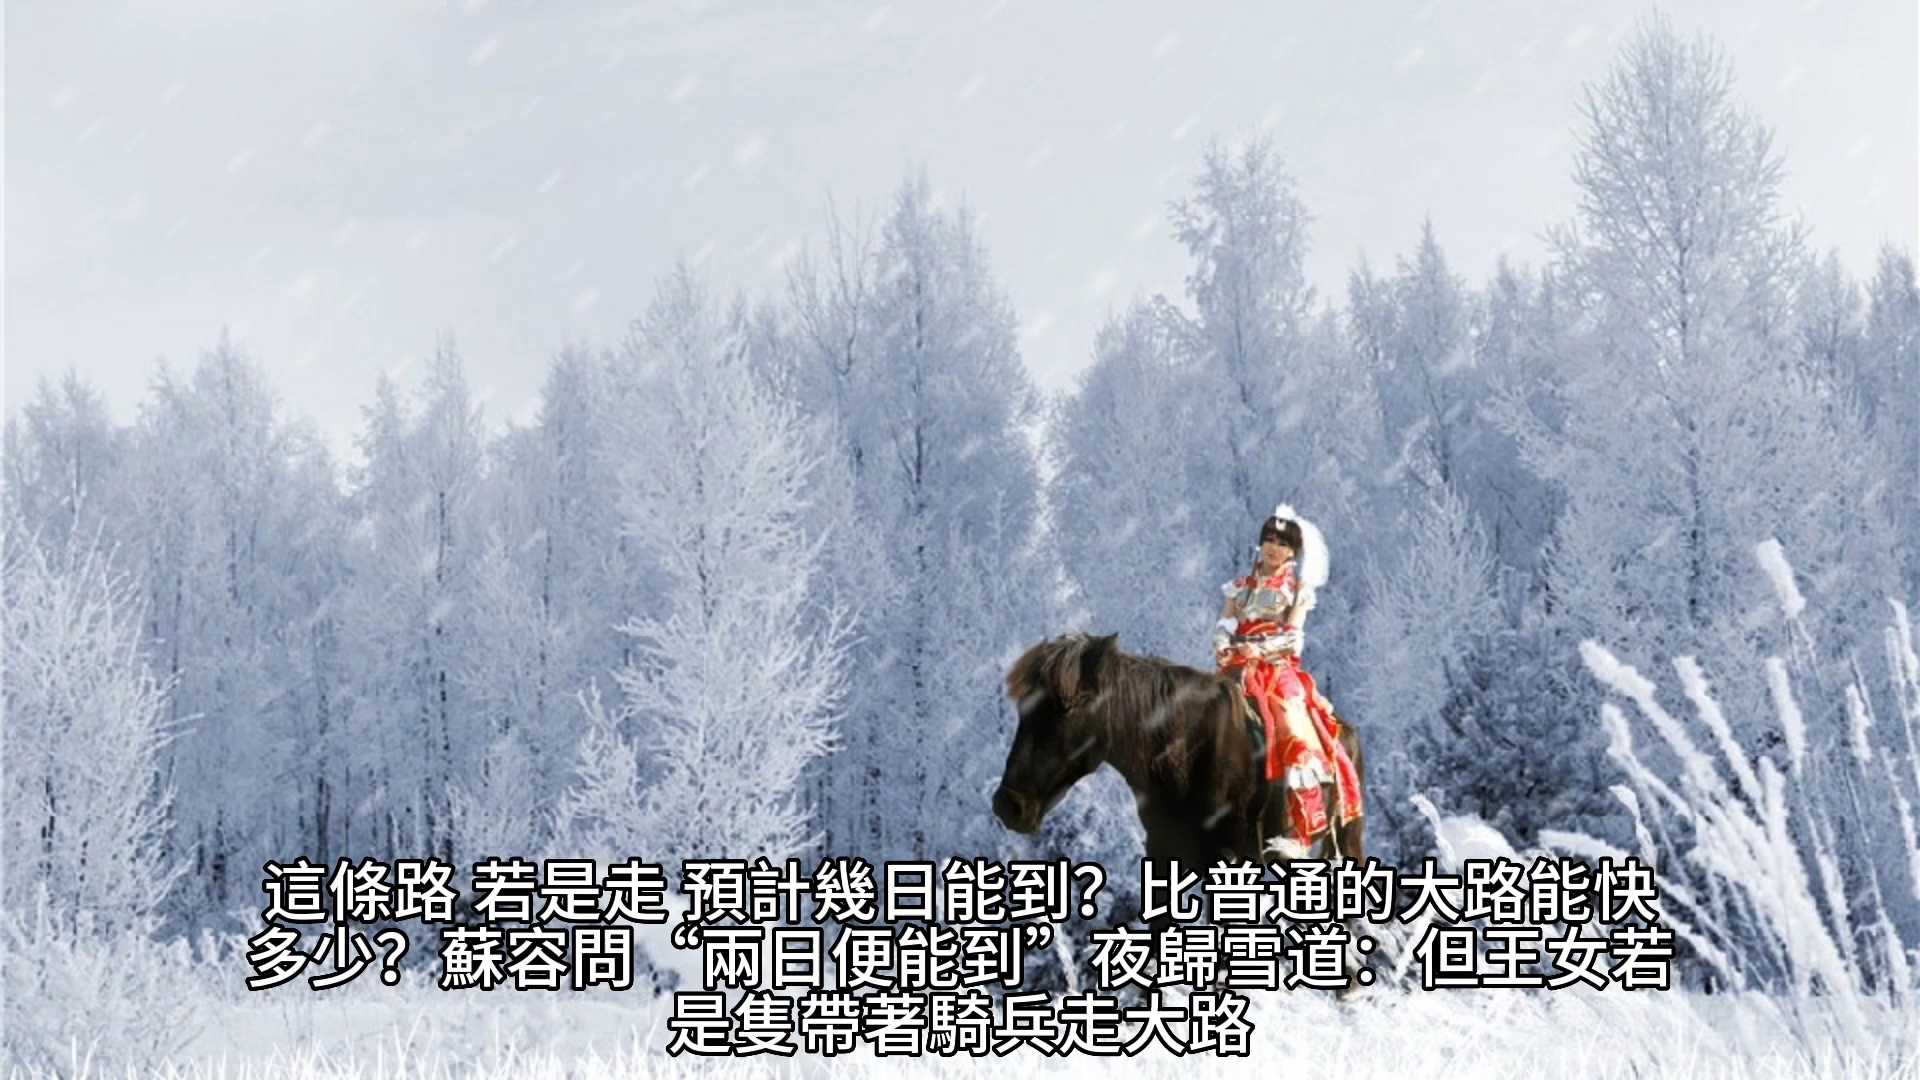 這條路 若是走 預計幾日能到？比普通的大路能快
多少？蘇容問“兩日便能到”夜歸雪道：但王女若
是隻帶著騎兵走大路